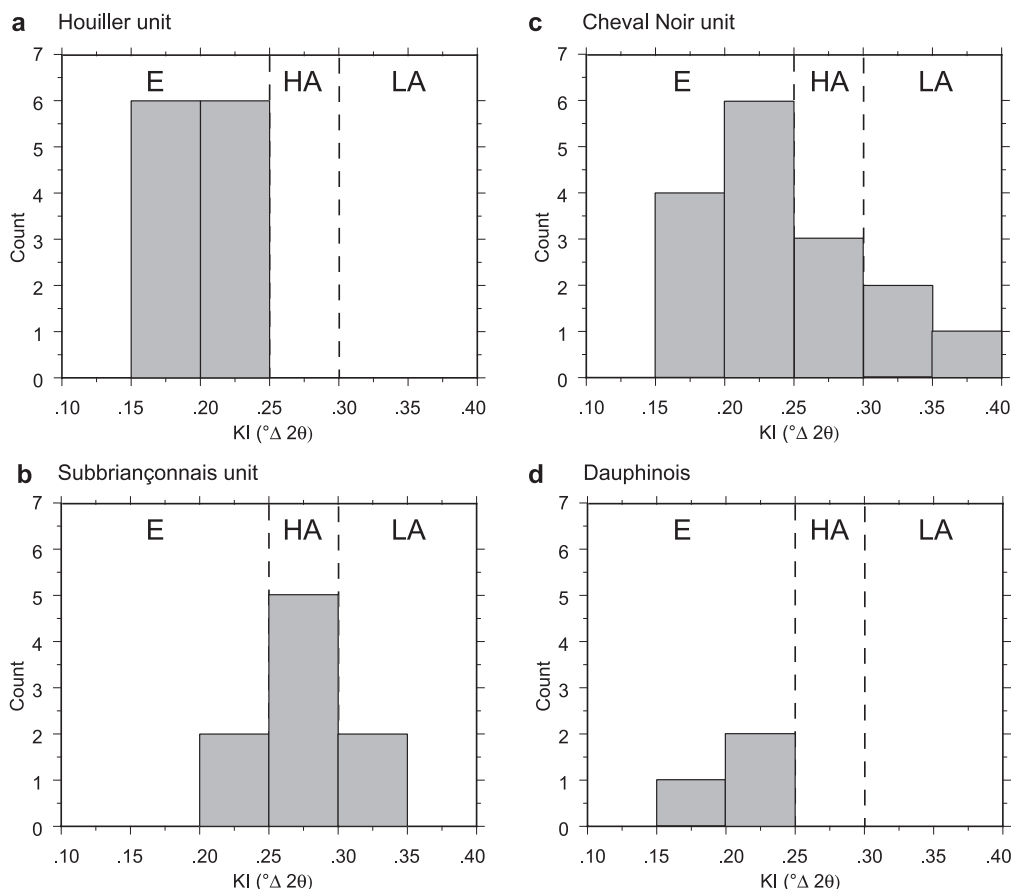 a Houiller unit
7
6
5
4
3
2
1
0
Count
E HA LA
.10 .15 .20 .25 .30 .35 .40
KI (°Δ 2θ)
c Cheval Noir unit
7
6
5
4
3
2
1
0
Count
E HA LA
.10 .15 .20 .25 .30 .35 .40
KI (°Δ 2θ)
b Subbriançonnais unit
7
6
5
4
3
2
1
0
Count
E HA LA
.10 .15 .20 .25 .30 .35 .40
KI (°Δ 2θ)
d Dauphinois
7
6
5
4
3
2
1
0
Count
E HA LA
.10 .15 .20 .25 .30 .35 .40
KI (°Δ 2θ)